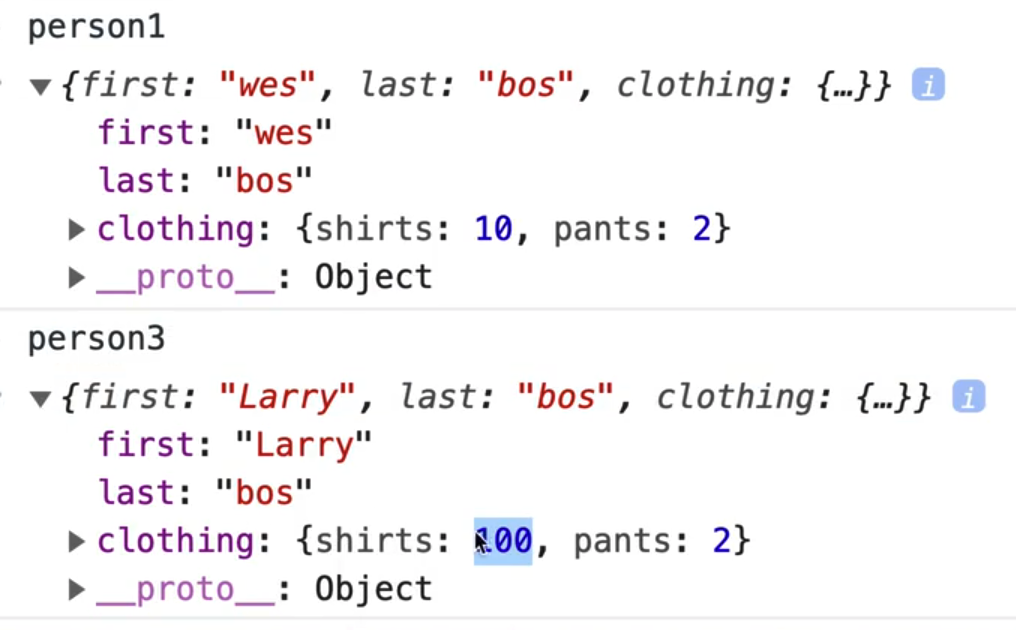 person1
▼{first: "wes", last: "bos", clothing: {…}} i
first: "wes"
last: "bos"
▶clothing: {shirts: 10, pants: 2}
▶__proto__: Object
person3
▼{first: "Larry", last: "bos", clothing: {…}} i
first: "Larry"
last: "bos"
▶clothing: {shirts: 100, pants: 2}
▶__proto__: Object